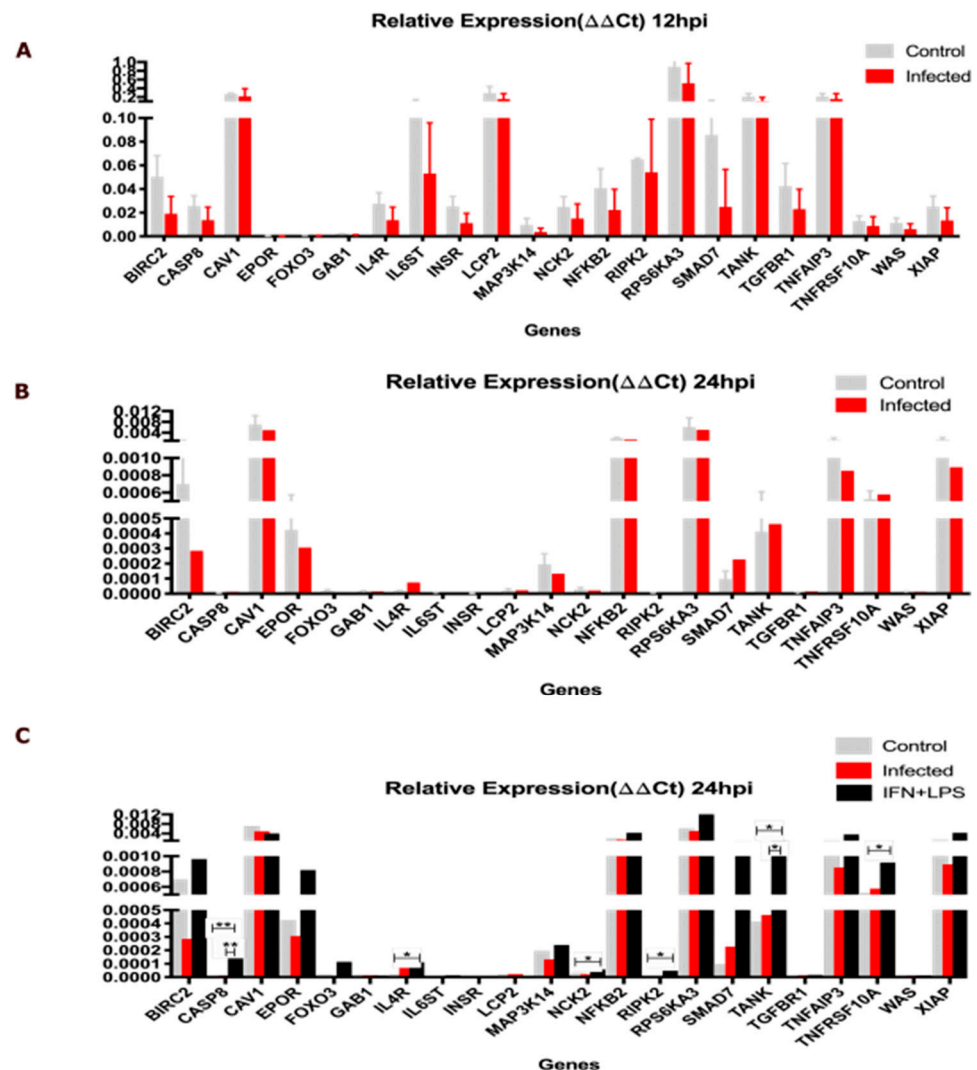 A
Relative Expression(ΔΔCt) 12hpi
Control
Infected
1.0
0.8
0.6
0.4
0.2
0.10
0.08
0.06
0.04
0.02
0.00
BIRC2 CASP8 CAV1 EPOR FOXO3 GAB1 IL4R IL6ST INSR LCP2 MAP3K14 NCK2 NFKB2 RIPK2 RPS6KA3 SMAD7 TANK TGFBR1 TNFAIP3 TNFRSF10A WAS XIAP
Genes
B
Relative Expression(ΔΔCt) 24hpi
Control
Infected
0.012
0.008
0.004
0.0010
0.0006
0.0005
0.0004
0.0003
0.0002
0.0001
0.0000
BIRC2 CASP8 CAV1 EPOR FOXO3 GAB1 IL4R IL6ST INSR LCP2 MAP3K14 NCK2 NFKB2 RIPK2 RPS6KA3 SMAD7 TANK TGFBR1 TNFAIP3 TNFRSF10A WAS XIAP
Genes
C
Control
Infected
IFN+LPS
Relative Expression(ΔΔCt) 24hpi
0.012
0.004
0.0010
0.0006
0.0005
0.0004
0.0003
0.0002
0.0001
0.0000
**
**
*
*
*
*
*
*
BIRC2 CASP8 CAV1 EPOR FOXO3 GAB1 IL4R IL6ST INSR LCP2 MAP3K14 NCK2 NFKB2 RIPK2 RPS6KA3 SMAD7 TANK TGFBR1 TNFAIP3 TNFRSF10A WAS XIAP
Genes